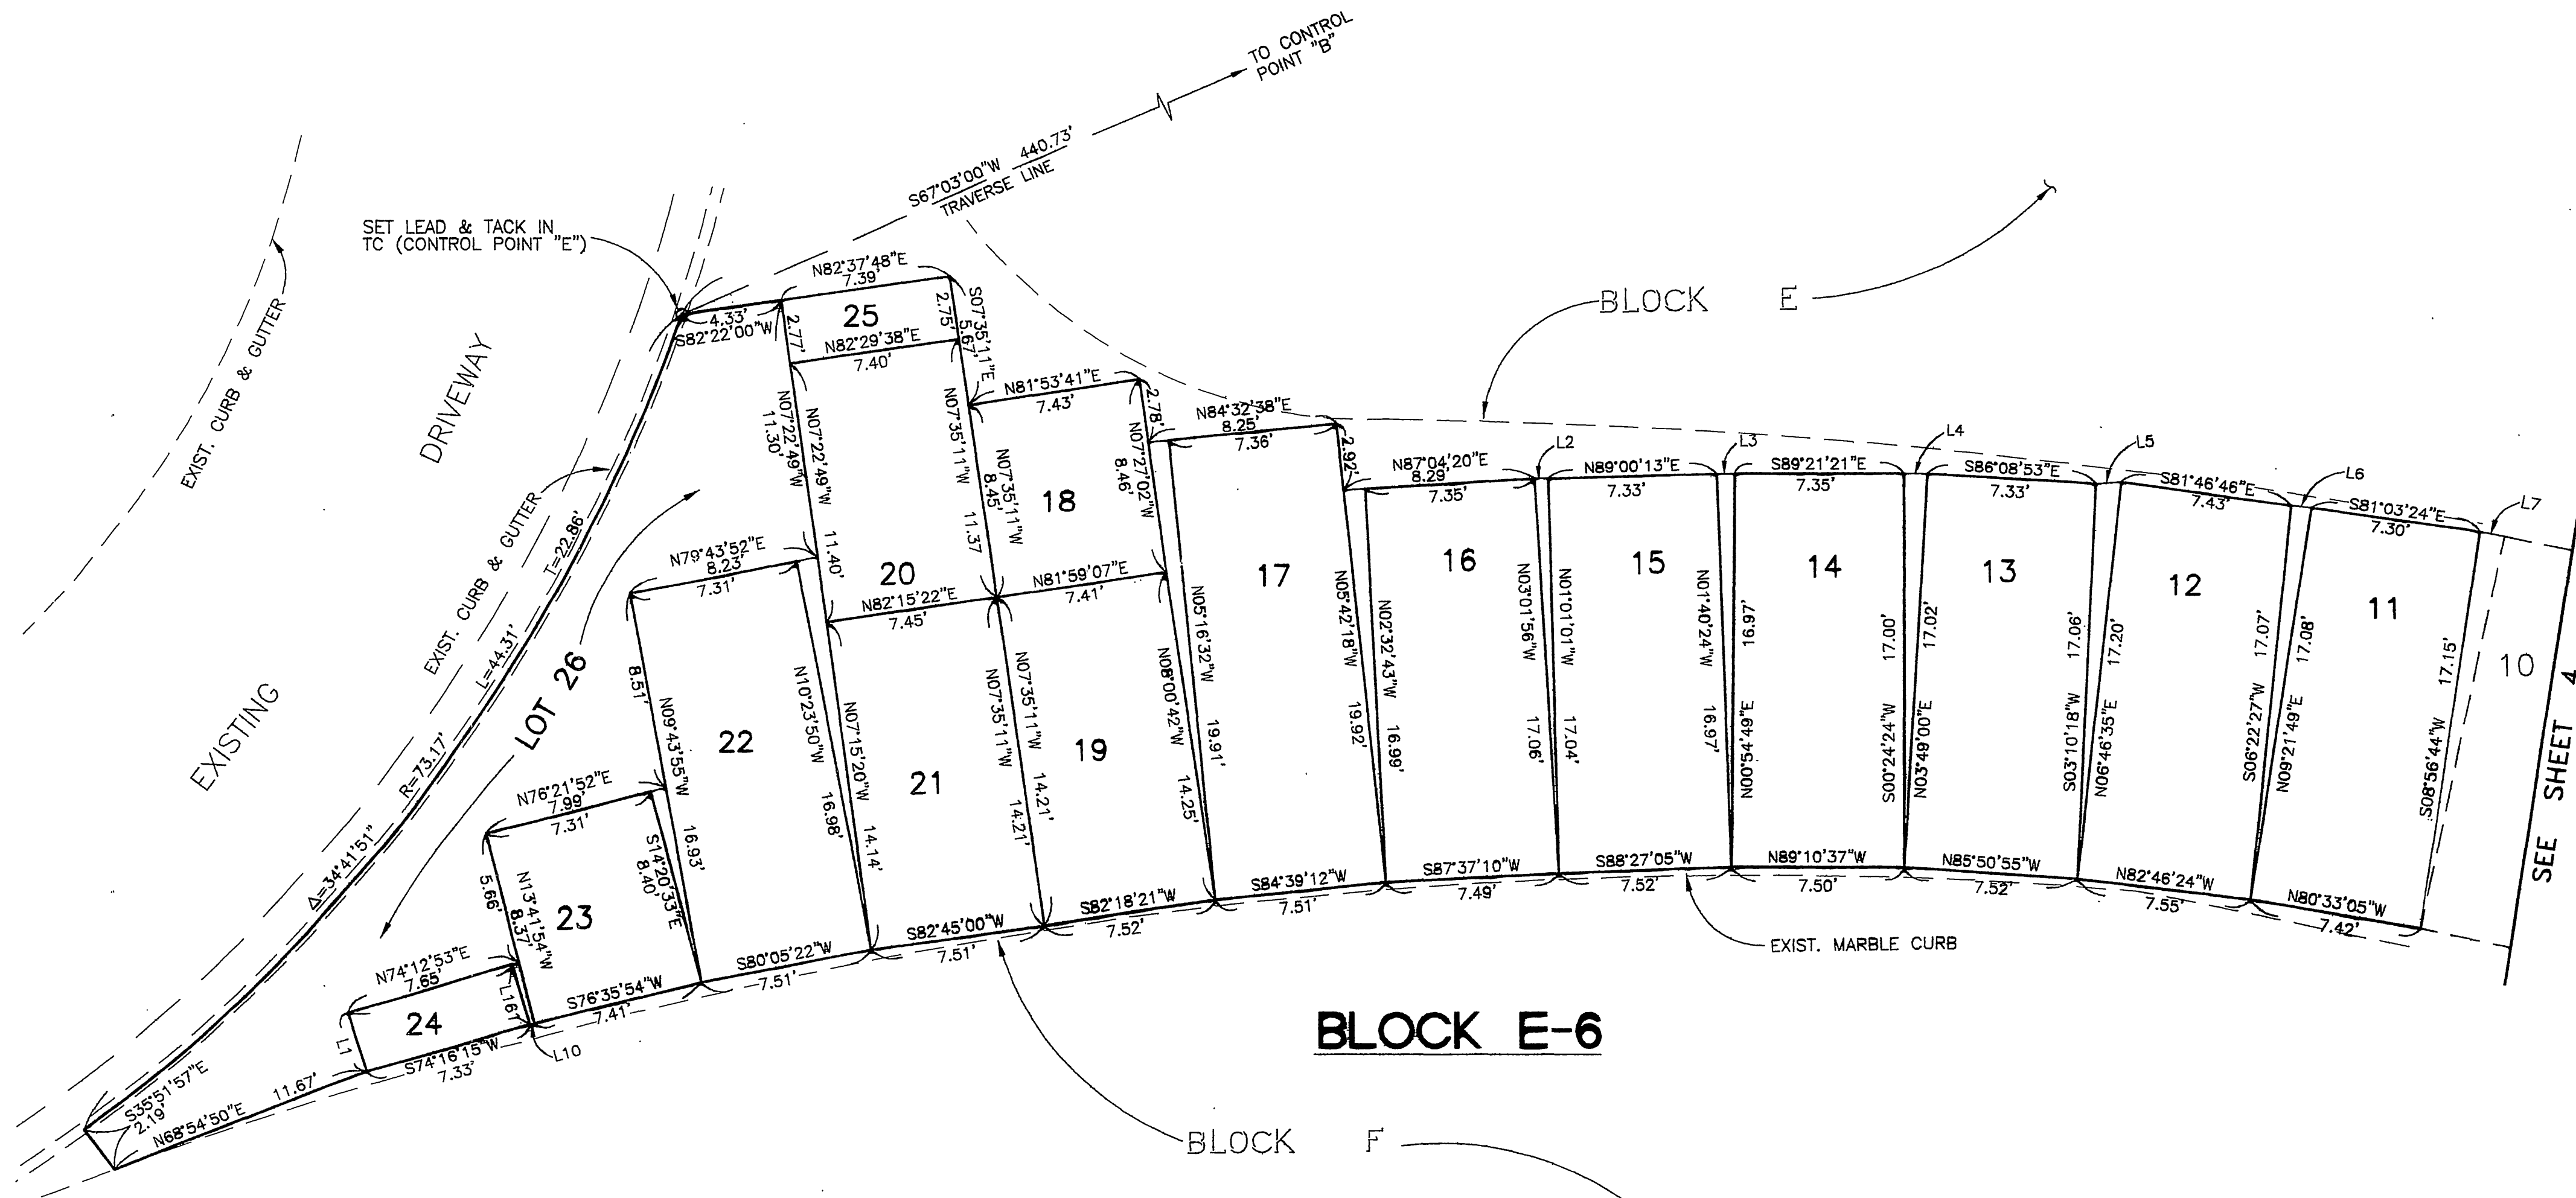 TO CONTROL
POINT "B"
S67°03'00"W 440.73'
TRAVERSE LINE
SET LEAD & TACK IN
TC (CONTROL POINT "E")
EXIST. CURB & GUTTER
DRIVEWAY
EXISTING
EXIST. CURB & GUTTER
T=22.86'
L=44.31'
R=73.17'
Δ=34°41'51"
LOT 26
4.33'
S82°22'00"W
N82°37'48"E
7.39'
25
2.77'
2.75'
S07°35'11"E
5.67'
N82°29'38"E
7.40'
N07°22'49"W
11.30'
N07°22'49"W 11.40'
N07°35'11"W 11.37
20
N82°15'22"E
7.45'
N81°53'41"E
7.43'
N07°35'11"W
8.45'
18
2.78'
N07°27'02"W
8.46'
N81°59'07"E
7.41'
N84°32'38"E
8.25'
7.36'
2.92'
N05°16'32"W 19.91'
17
N05°42'18"W 19.92'
N87°04'20"E
8.29'
7.35'
L2
N02°32'43"W 16.99'
16
N03°01'56"W 17.06'
N89°00'13"E
7.33'
L3
N01°01'01"W 17.04'
15
N01°40'24"W 16.97'
S89°21'21"E
7.35'
L4
N00°54'49"E 16.97'
14
S00°24'24"W 17.00'
S86°08'53"E
7.33'
L5
N03°49'00"E 17.02'
13
S03°10'18"W 17.06'
S81°46'46"E
7.43'
L6
N06°46'35"E 17.20'
12
S06°22'27"W 17.07'
S81°03'24"E
7.30'
L7
N09°21'49"E 17.08'
11
S08°56'44"W 17.15'
10
SEE SHEET 4
BLOCK E
N79°43'52"E
8.23'
7.31'
8.51'
N09°43'55"W 16.93'
22
N10°23'50"W 16.98'
N07°15'20"W 14.14'
21
N07°35'11"W 14.21'
N07°35'11"W 14.21'
19
N08°00'42"W 14.25'
N76°21'52"E
7.99'
7.31'
5.66'
N13°41'54"W
8.37'
23
S14°20'33"E
8.40'
N74°12'53"E
7.65'
L16
24
L1
L10
S35°51'57"E
2.19'
N68°54'50"E 11.67'
S74°16'15"W
7.33'
S76°35'54"W
7.41'
S80°05'22"W
7.51'
S82°45'00"W
7.51'
S82°18'21"W
7.52'
S84°39'12"W
7.51'
S87°37'10"W
7.49'
S88°27'05"W
7.52'
N89°10'37"W
7.50'
N85°50'55"W
7.52'
N82°46'24"W
7.55'
N80°33'05"W
7.42'
EXIST. MARBLE CURB
BLOCK E-6
BLOCK F